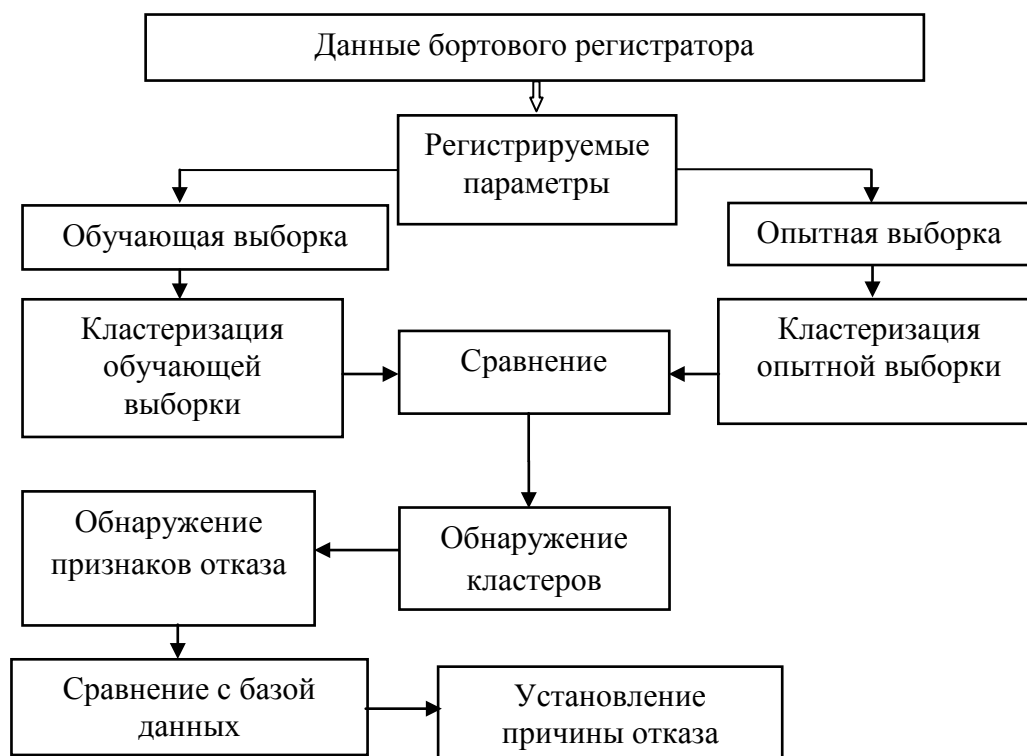 Данные бортового регистратора
Регистрируемые
параметры
Обучающая выборка
Опытная выборка
Кластеризация
обучающей
выборки
Сравнение
Кластеризация
опытной выборки
Обнаружение
признаков отказа
Обнаружение
кластеров
Сравнение с базой
данных
Установление
причины отказа